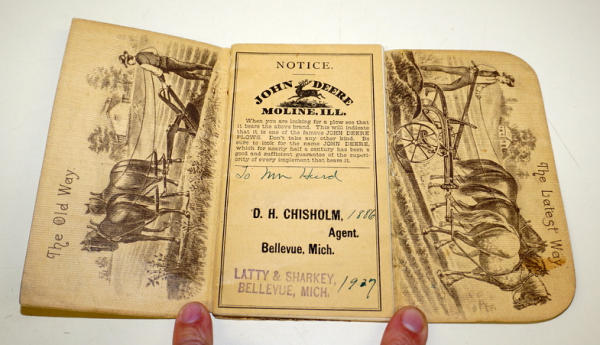 The Old Way
NOTICE.
JOHN DEERE
MOLINE, ILL.
When you are looking for a plow see that
it bears the above brand. This will indicate
that it is one of the famous JOHN DEERE
PLOWS. Don't take any other kind. Be
sure to look for the name JOHN DEERE,
which for nearly half a century has been a
good and sufficient guarantee of the superi-
ority of every implement that bears it.
To Mr Hurd
D. H. CHISHOLM, 1886
Agent.
Bellevue, Mich.
LATTY & SHARKEY, 1927
BELLEVUE, MICH.
The Latest Way